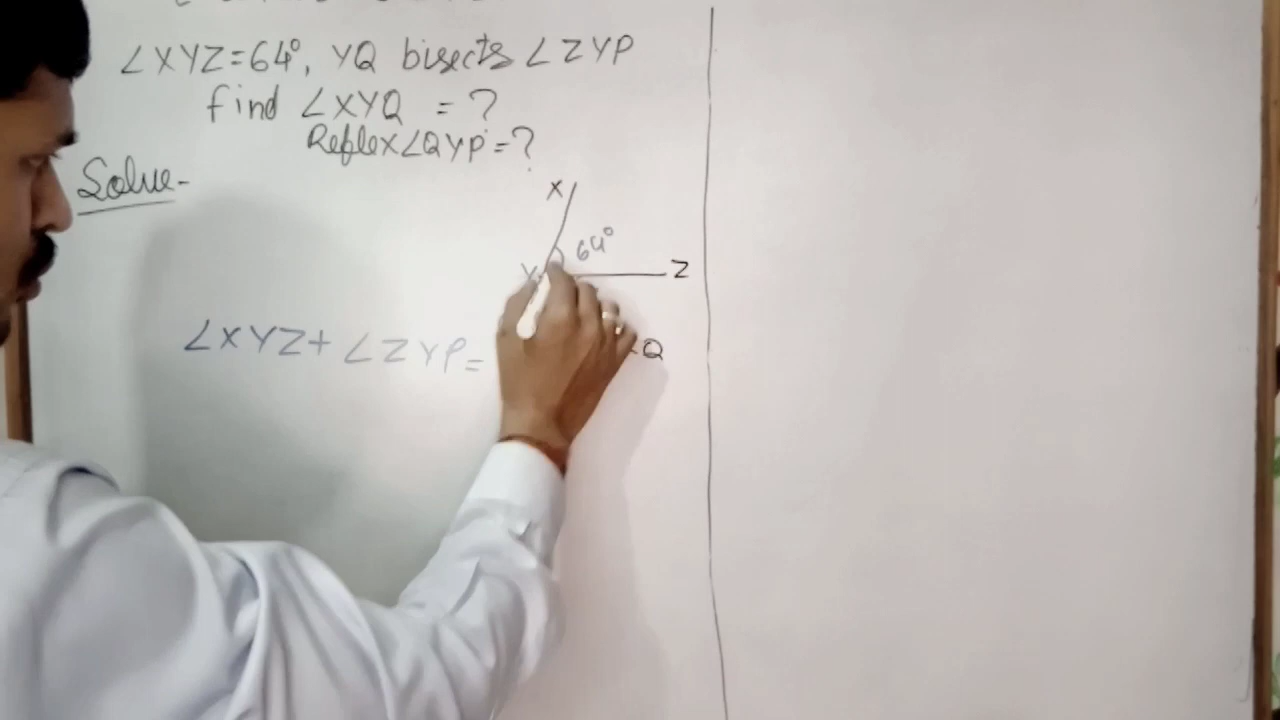 ∠XYZ=64°, YQ bisects ∠ZYP
find ∠XYQ = ?
Reflex∠QYP=?
Solve-
X
64°
Y
Z
∠XYZ+ ∠ZYP=
Q